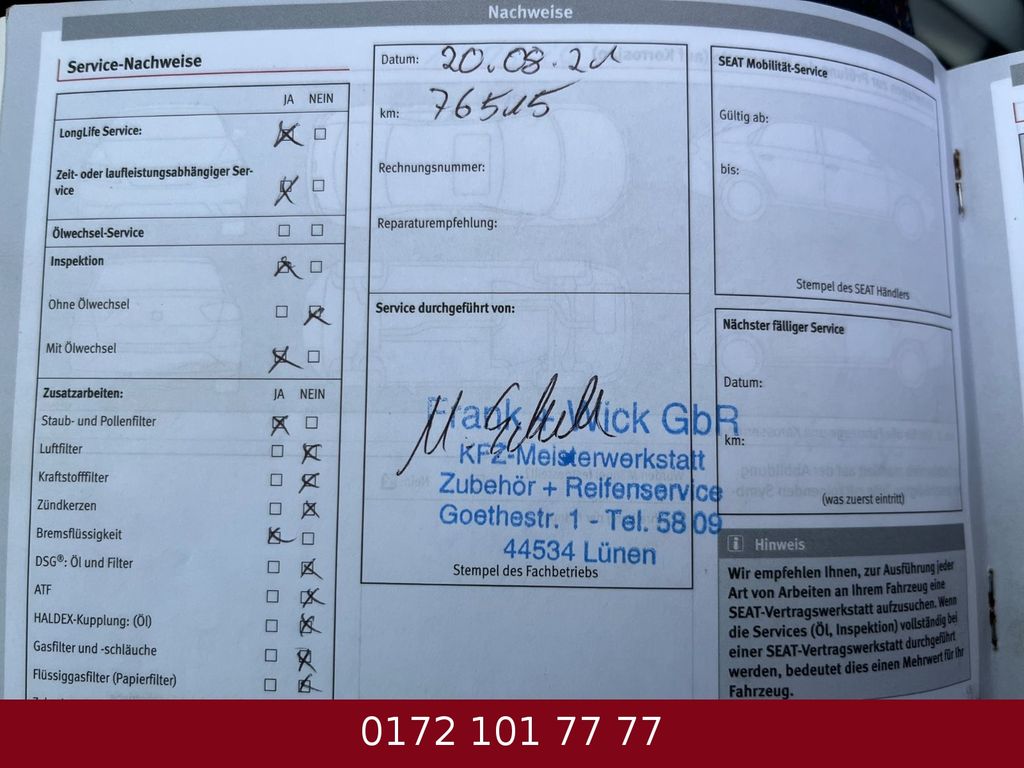 Nachweise
Service-Nachweise
JA NEIN
LongLife Service:
Zeit- oder laufleistungsabhängiger Ser-
vice
Ölwechsel-Service
Inspektion
Ohne Ölwechsel
Mit Ölwechsel
Zusatzarbeiten: JA NEIN
Staub- und Pollenfilter
Luftfilter
Kraftstofffilter
Zündkerzen
Bremsflüssigkeit
DSG®: Öl und Filter
ATF
HALDEX-Kupplung: (Öl)
Gasfilter und -schläuche
Flüssiggasfilter (Papierfilter)
Datum: 20.08.21
km: 76515
Rechnungsnummer:
Reparaturempfehlung:
Service durchgeführt von:
Frank + Wick GbR
KFZ-Meisterwerkstatt
Zubehör + Reifenservice
Goethestr. 1 - Tel. 58 09
44534 Lünen
Stempel des Fachbetriebs
SEAT Mobilität-Service
Gültig ab:
bis:
Stempel des SEAT Händlers
Nächster fälliger Service
Datum:
km:
(was zuerst eintritt)
i Hinweis
Wir empfehlen Ihnen, zur Ausführung jeder
Art von Arbeiten an Ihrem Fahrzeug eine
SEAT-Vertragswerkstatt aufzusuchen. Wenn
die Services (Öl, Inspektion) vollständig bei
einer SEAT-Vertragswerkstatt durchgeführt
werden, bedeutet dies einen Mehrwert für Ihr
Fahrzeug.
0172 101 77 77